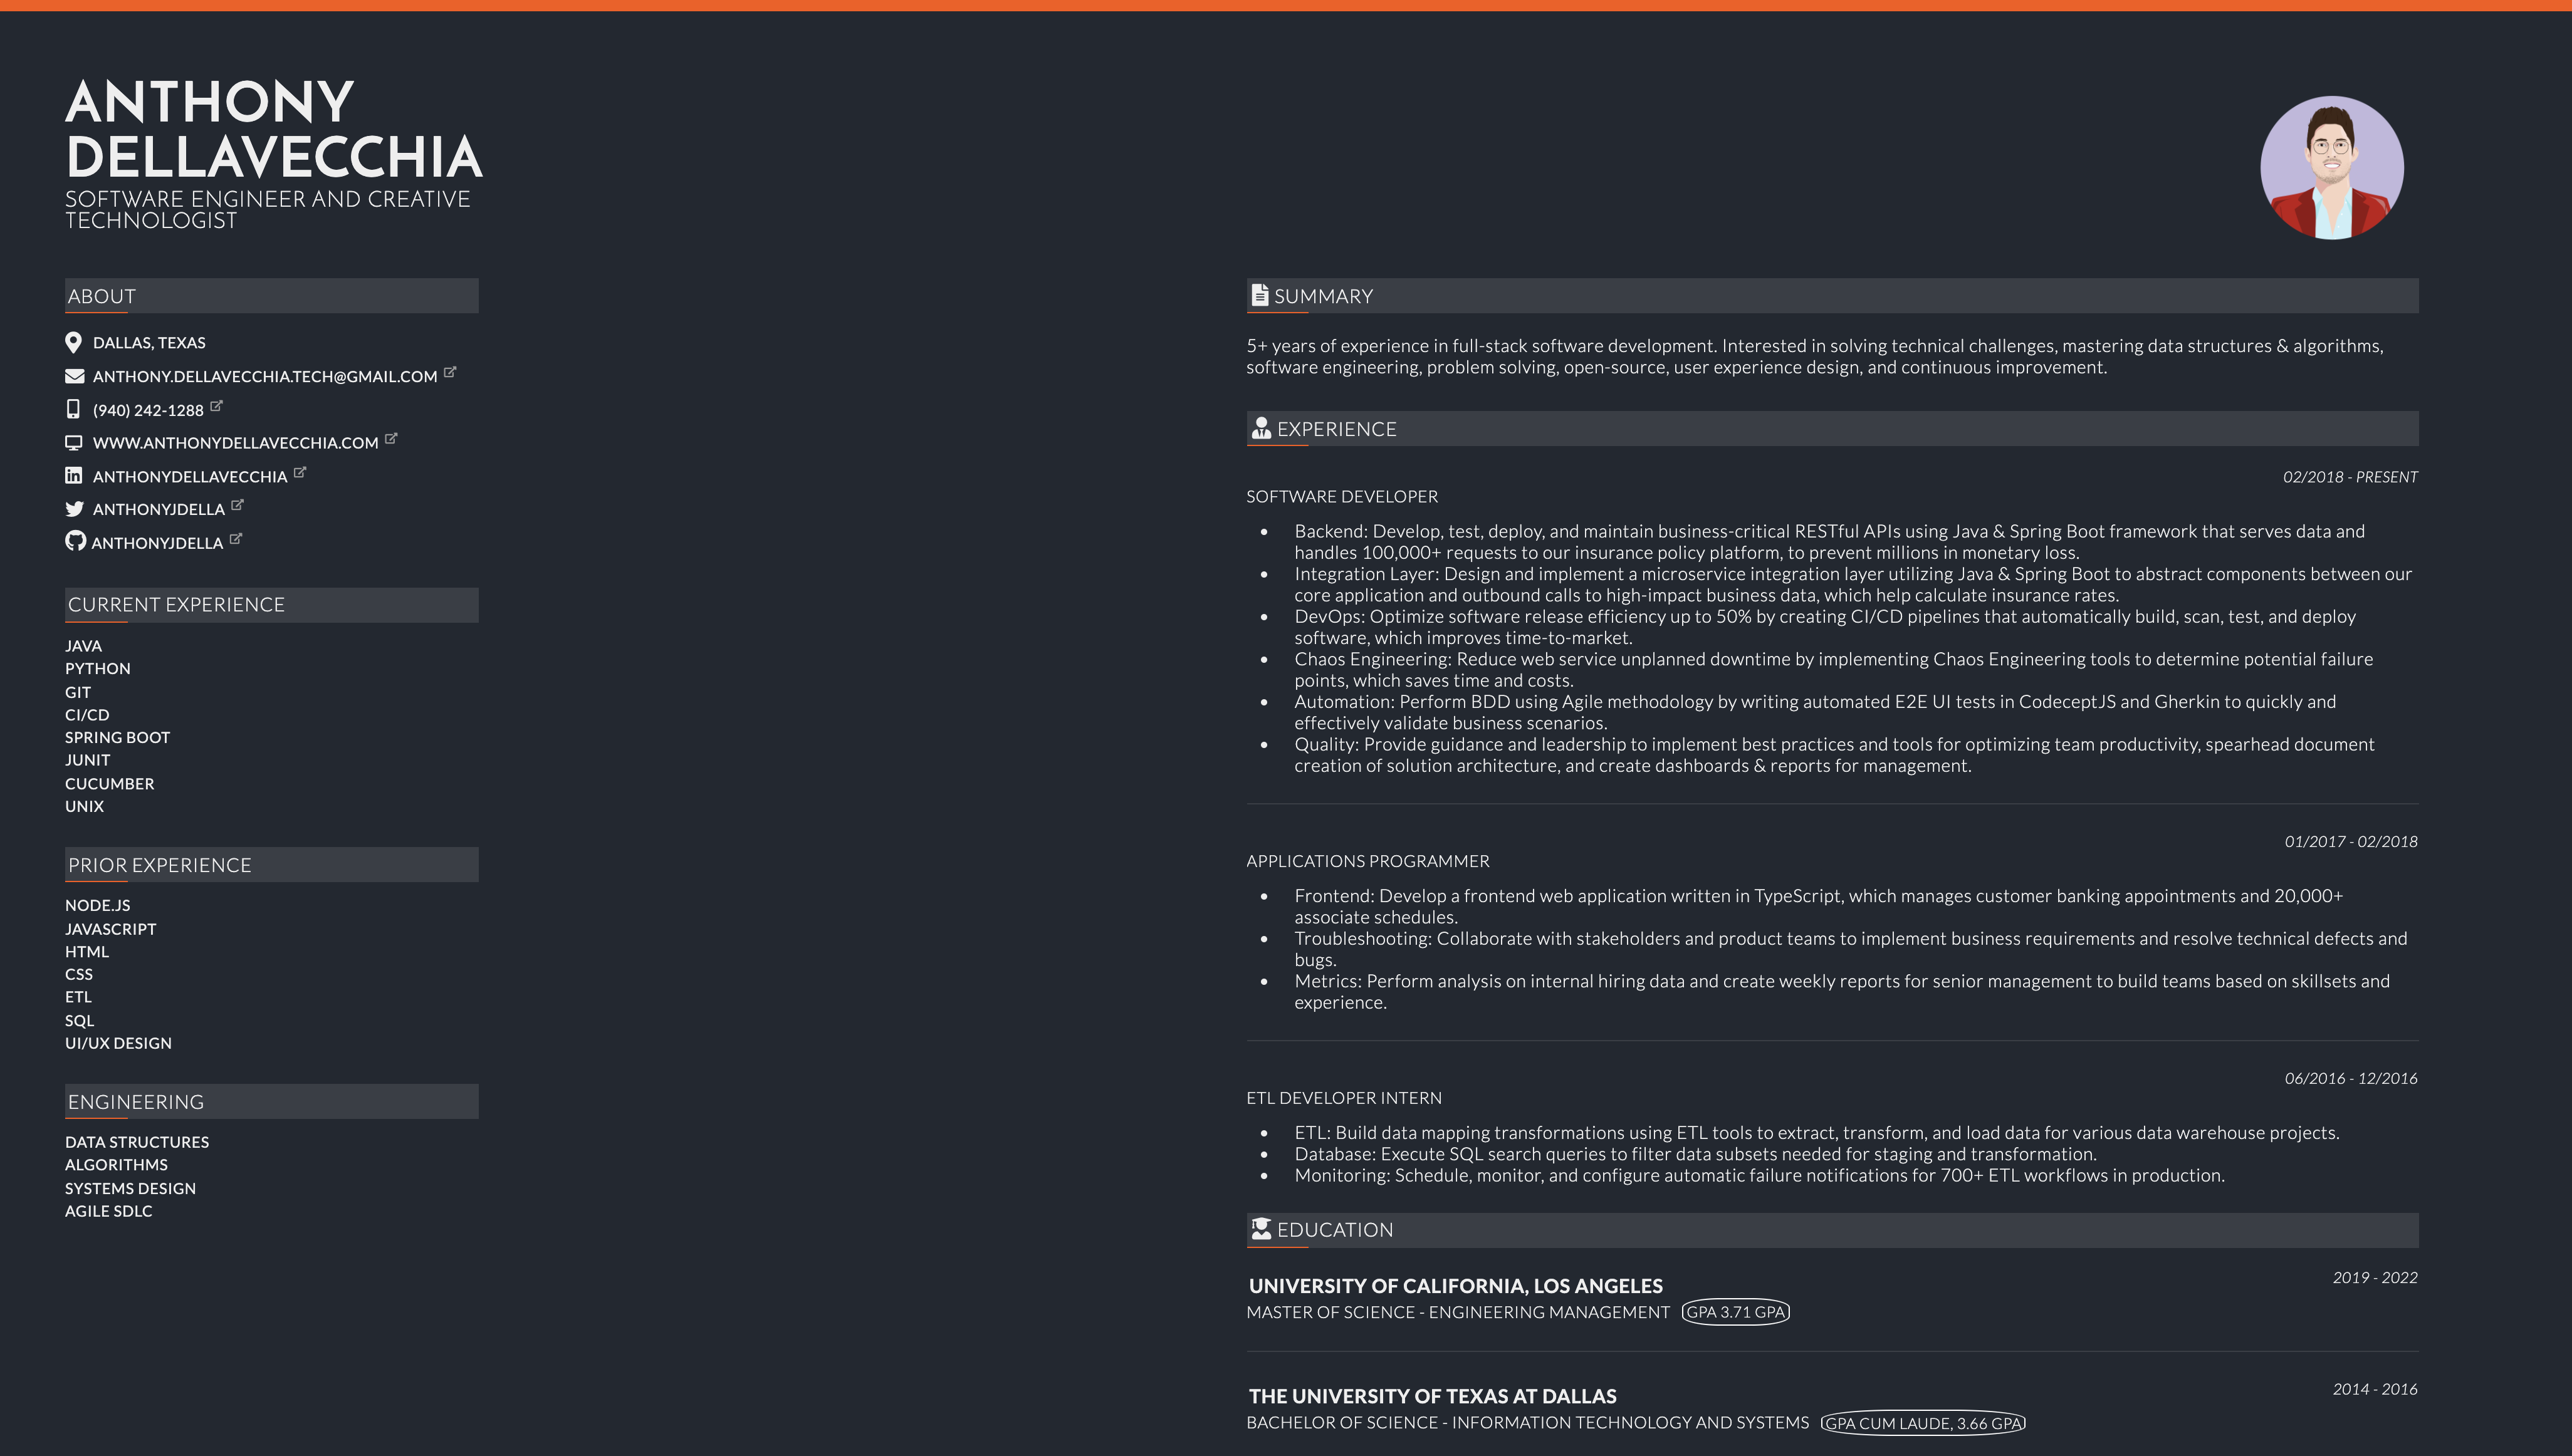 ANTHONY
DELLAVECCHIA
SOFTWARE ENGINEER AND CREATIVE
TECHNOLOGIST
ABOUT
DALLAS, TEXAS
ANTHONY.DELLAVECCHIA.TECH@GMAIL.COM
(940) 242-1288
WWW.ANTHONYDELLAVECCHIA.COM
ANTHONYDELLAVECCHIA
ANTHONYJDELLA
ANTHONYJDELLA
CURRENT EXPERIENCE
JAVA
PYTHON
GIT
CI/CD
SPRING BOOT
JUNIT
CUCUMBER
UNIX
PRIOR EXPERIENCE
NODE.JS
JAVASCRIPT
HTML
CSS
ETL
SQL
UI/UX DESIGN
ENGINEERING
DATA STRUCTURES
ALGORITHMS
SYSTEMS DESIGN
AGILE SDLC
SUMMARY
5+ years of experience in full-stack software development. Interested in solving technical challenges, mastering data structures & algorithms,
software engineering, problem solving, open-source, user experience design, and continuous improvement.
EXPERIENCE
02/2018 - PRESENT
SOFTWARE DEVELOPER
• Backend: Develop, test, deploy, and maintain business-critical RESTful APIs using Java & Spring Boot framework that serves data and
handles 100,000+ requests to our insurance policy platform, to prevent millions in monetary loss.
• Integration Layer: Design and implement a microservice integration layer utilizing Java & Spring Boot to abstract components between our
core application and outbound calls to high-impact business data, which help calculate insurance rates.
• DevOps: Optimize software release efficiency up to 50% by creating CI/CD pipelines that automatically build, scan, test, and deploy
software, which improves time-to-market.
• Chaos Engineering: Reduce web service unplanned downtime by implementing Chaos Engineering tools to determine potential failure
points, which saves time and costs.
• Automation: Perform BDD using Agile methodology by writing automated E2E UI tests in CodeceptJS and Gherkin to quickly and
effectively validate business scenarios.
• Quality: Provide guidance and leadership to implement best practices and tools for optimizing team productivity, spearhead document
creation of solution architecture, and create dashboards & reports for management.
01/2017 - 02/2018
APPLICATIONS PROGRAMMER
• Frontend: Develop a frontend web application written in TypeScript, which manages customer banking appointments and 20,000+
associate schedules.
• Troubleshooting: Collaborate with stakeholders and product teams to implement business requirements and resolve technical defects and
bugs.
• Metrics: Perform analysis on internal hiring data and create weekly reports for senior management to build teams based on skillsets and
experience.
06/2016 - 12/2016
ETL DEVELOPER INTERN
• ETL: Build data mapping transformations using ETL tools to extract, transform, and load data for various data warehouse projects.
• Database: Execute SQL search queries to filter data subsets needed for staging and transformation.
• Monitoring: Schedule, monitor, and configure automatic failure notifications for 700+ ETL workflows in production.
EDUCATION
UNIVERSITY OF CALIFORNIA, LOS ANGELES 2019 - 2022
MASTER OF SCIENCE - ENGINEERING MANAGEMENT GPA 3.71 GPA
THE UNIVERSITY OF TEXAS AT DALLAS 2014 - 2016
BACHELOR OF SCIENCE - INFORMATION TECHNOLOGY AND SYSTEMS GPA CUM LAUDE, 3.66 GPA